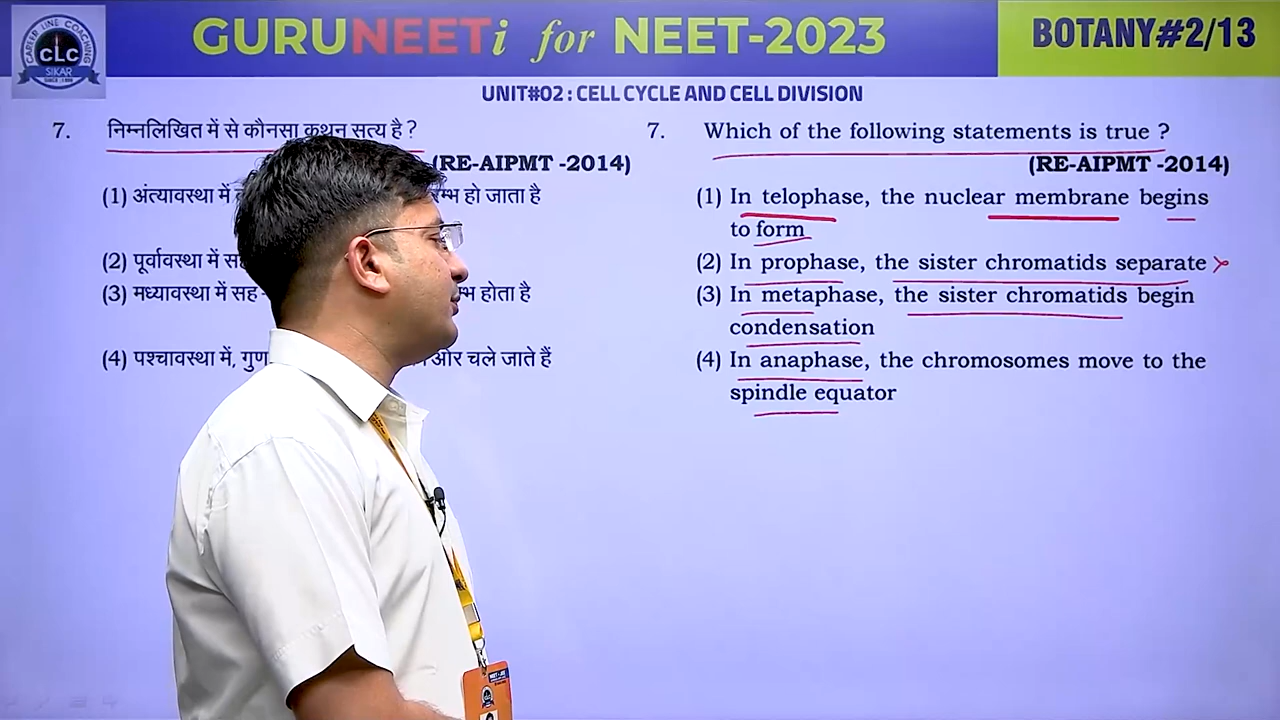 GURUNEETi for NEET-2023
BOTANY#2/13
CAREER LINE COACHING
CLC
SIKAR
UNIT#02 : CELL CYCLE AND CELL DIVISION
7. निम्नलिखित में से कौनसा कथन सत्य है ?
(RE-AIPMT -2014)
(1) अंत्यावस्था में हो जाता है
(2) पूर्वावस्था में
(3) मध्यावस्था में सह- होता है
(4) पश्चावस्था में, ओर चले जाते हैं
7. Which of the following statements is true ?
(RE-AIPMT -2014)
(1) In telophase, the nuclear membrane begins
to form
(2) In prophase, the sister chromatids separate
(3) In metaphase, the sister chromatids begin
condensation
(4) In anaphase, the chromosomes move to the
spindle equator
CLC